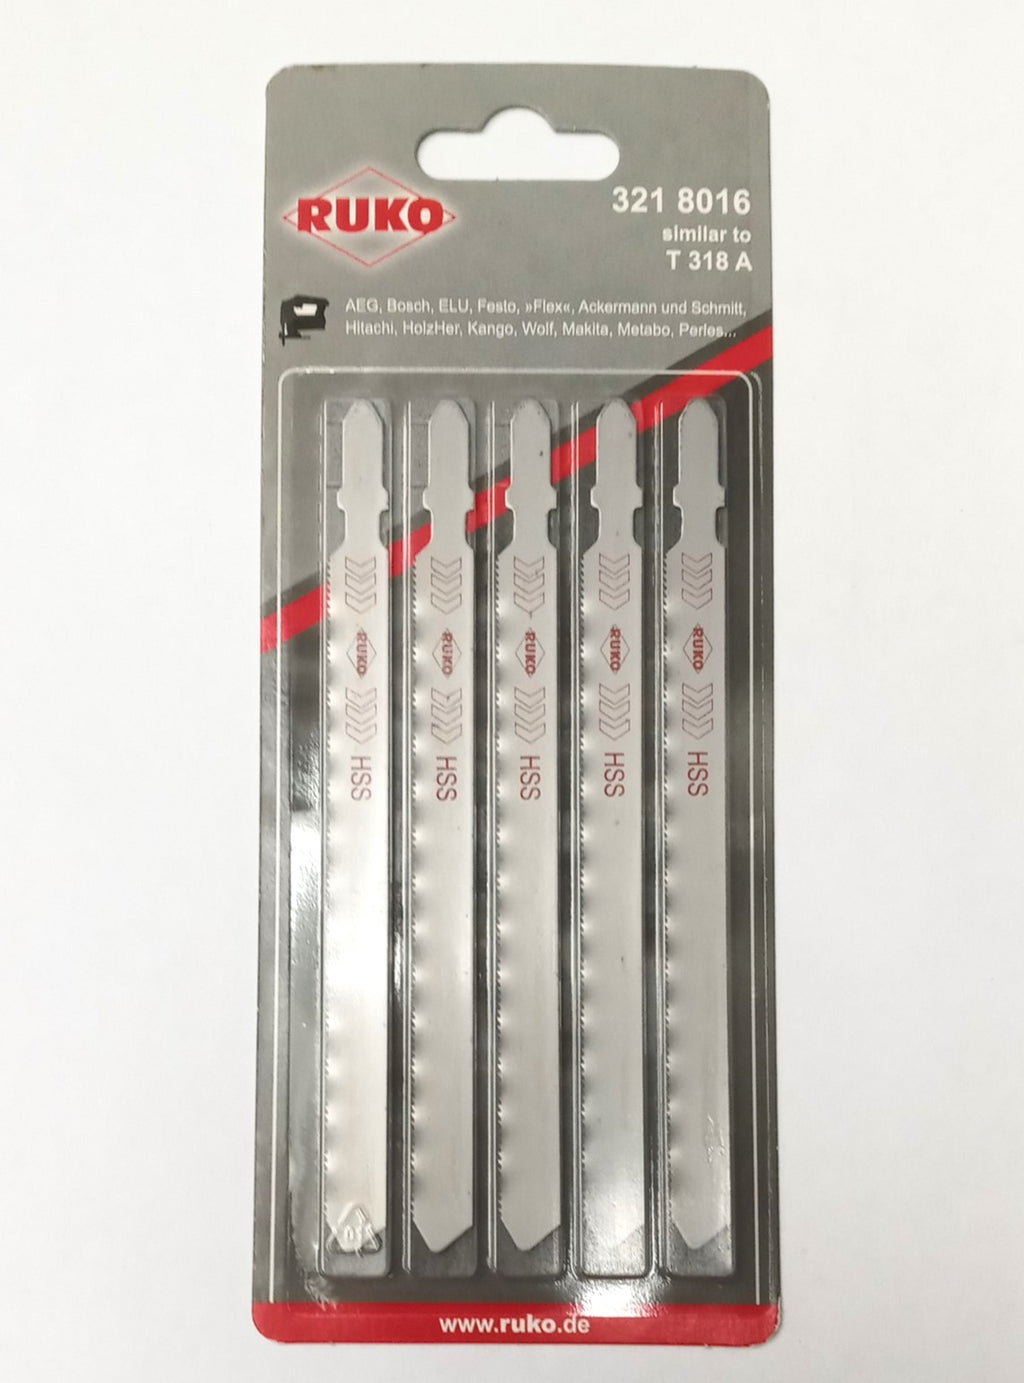 RUKO
321 8016
similar to
T 318 A
AEG, Bosch, ELU, Festo, »Flex«, Ackermann und Schmitt,
Hitachi, HolzHer, Kango, Wolf, Makita, Metabo, Perles...
RUKO
HSS
RUKO
HSS
RUKO
HSS
RUKO
HSS
RUKO
HSS
www.ruko.de